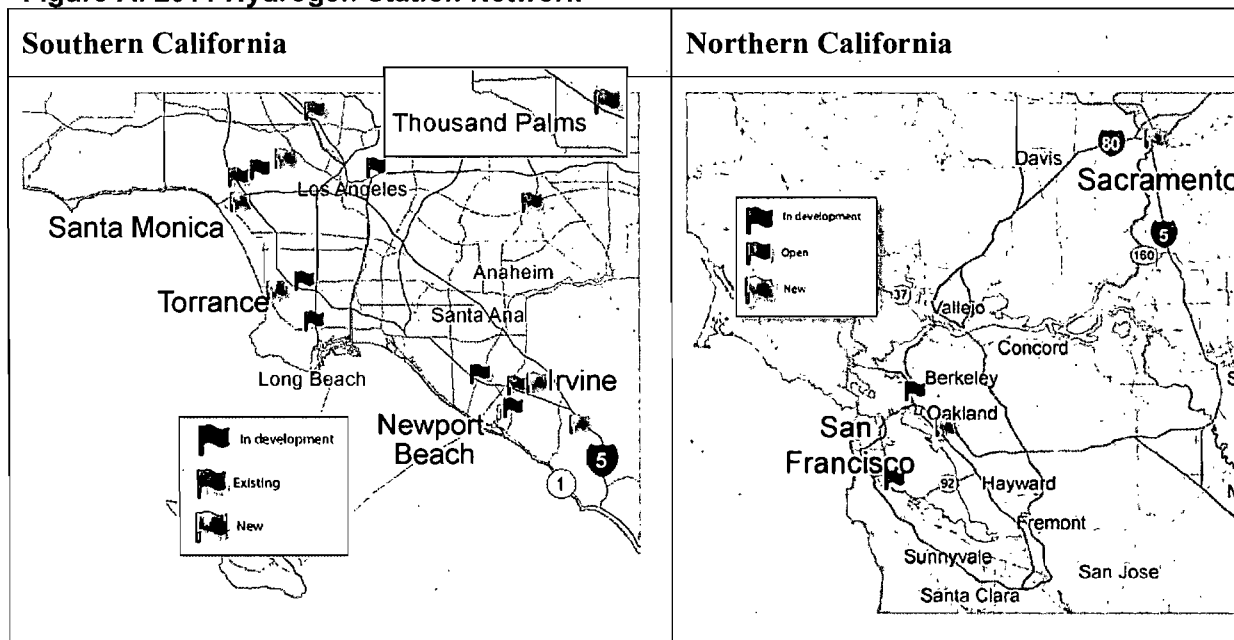 Figure A: 2011 Hydrogen Station Network
Southern California
Northern California
Thousand Palms
Los Angeles
Santa Monica
Anaheim
Torrance
Santa Ana
Long Beach
Irvine
Newport
Beach
5
1
In development
Existing
New
80
Davis
Sacramento
In development
Open
New
5
160
37
Vallejo
Concord
Berkeley
Oakland
San
Francisco
92
Hayward
Fremont
Sunnyvale
San Jose
Santa Clara